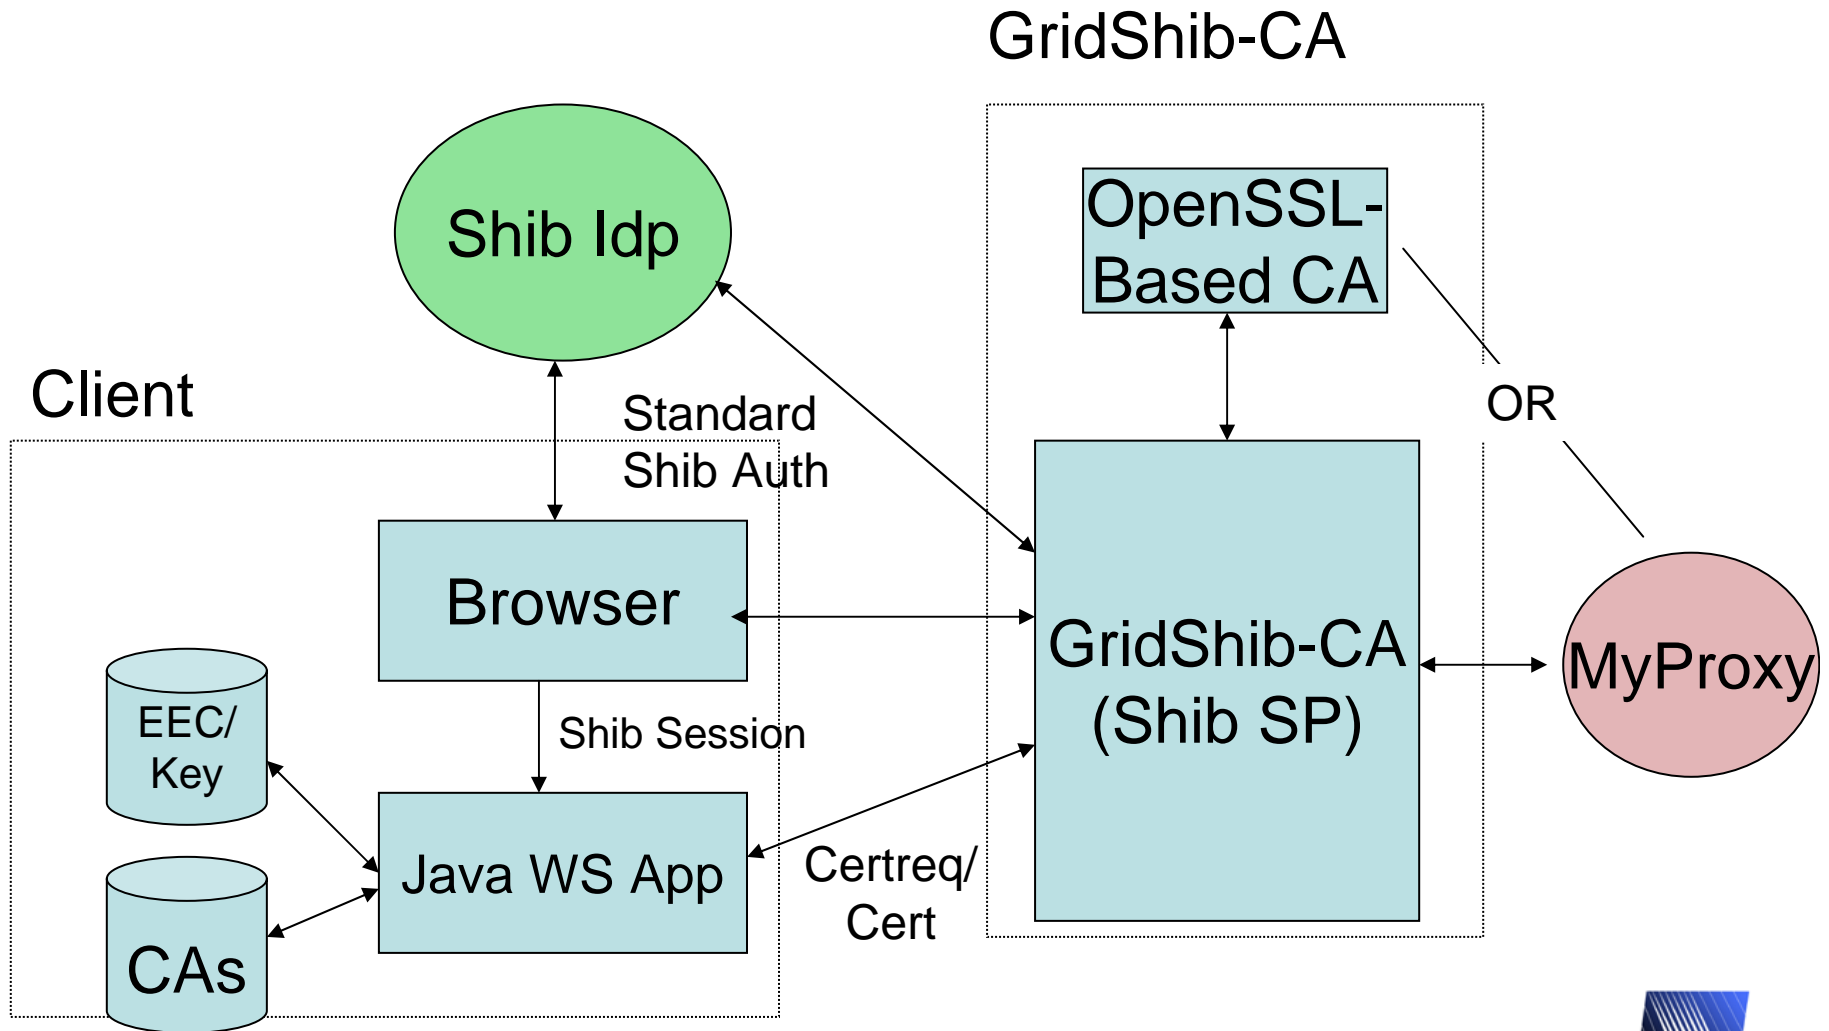 GridShib-CA
Shib Idp
OpenSSL-
Based CA
Client
Standard
Shib Auth
OR
Browser
GridShib-CA
(Shib SP)
MyProxy
EEC/
Key
Shib Session
Java WS App
Certreq/
Cert
CAs